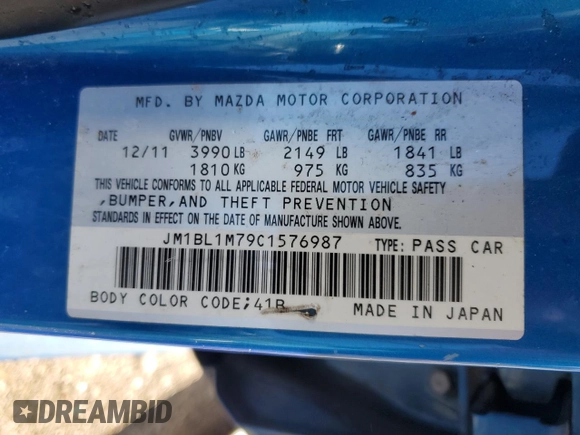 MFD. BY MAZDA MOTOR CORPORATION
DATE GVWR/PNBV GAWR/PNBE FRT GAWR/PNBE RR
12/11 3990 LB 2149 LB 1841 LB
1810 KG 975 KG 835 KG
THIS VEHICLE CONFORMS TO ALL APPLICABLE FEDERAL MOTOR VEHICLE SAFETY
,BUMPER,AND THEFT PREVENTION
STANDARDS IN EFFECT ON THE DATE OF MANUFACTURE SHOWN ABOVE.
JM1BL1M79C1576987 TYPE: PASS CAR
BODY COLOR CODE;41B
MADE IN JAPAN
DREAMBID